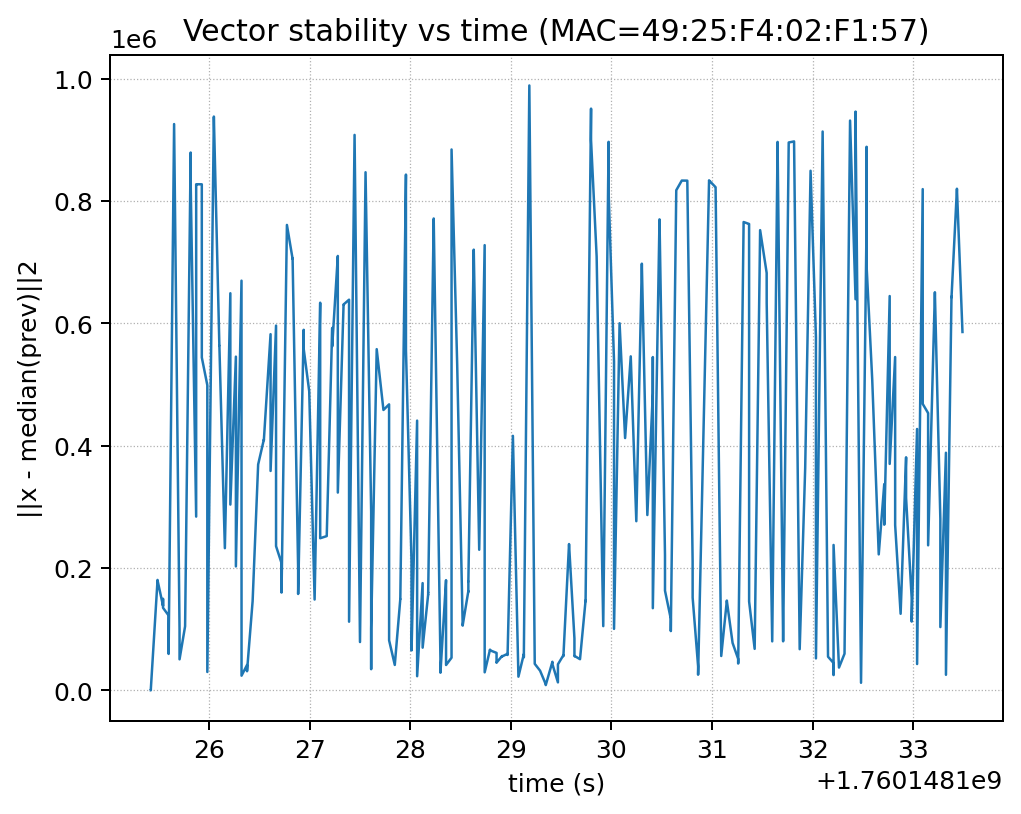 Vector stability vs time (MAC=49:25:F4:02:F1:57)
1e6
1.0
0.8
0.6
0.4
0.2
0.0
||x - median(prev)||2
26 27 28 29 30 31 32 33
time (s)
+1.7601481e9